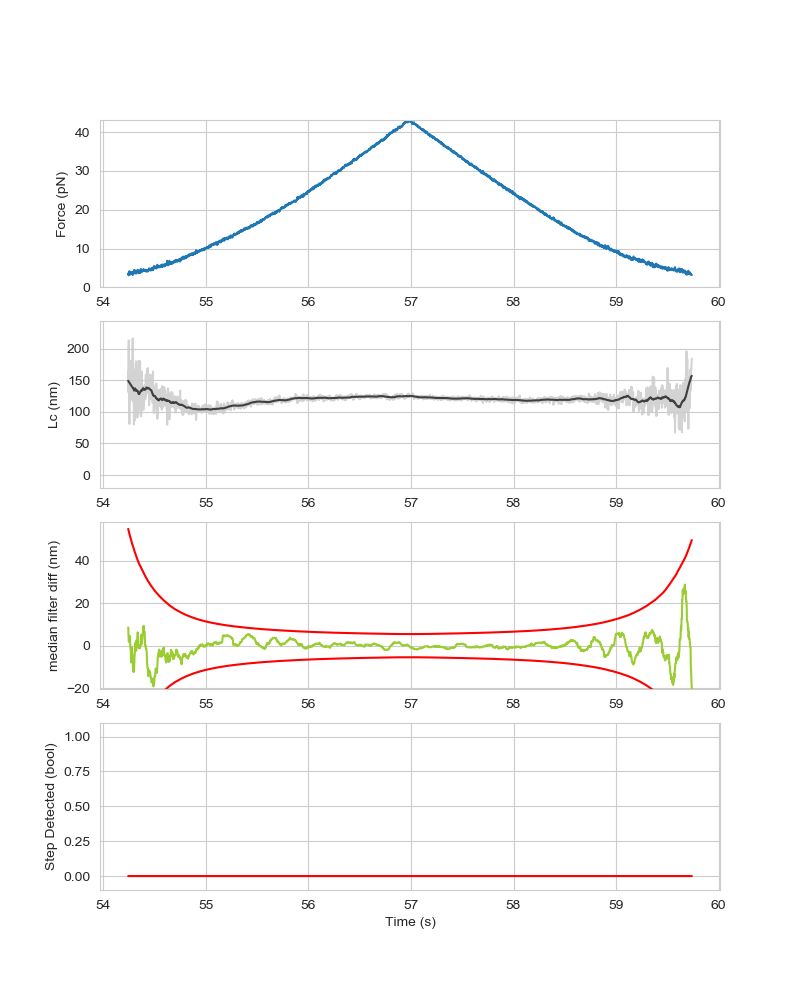 40
30
20
10
0
Force (pN)
54 55 56 57 58 59 60
200
150
100
50
0
Lc (nm)
54 55 56 57 58 59 60
40
20
0
−20
median filter diff (nm)
54 55 56 57 58 59 60
1.00
0.75
0.50
0.25
0.00
Step Detected (bool)
54 55 56 57 58 59 60
Time (s)